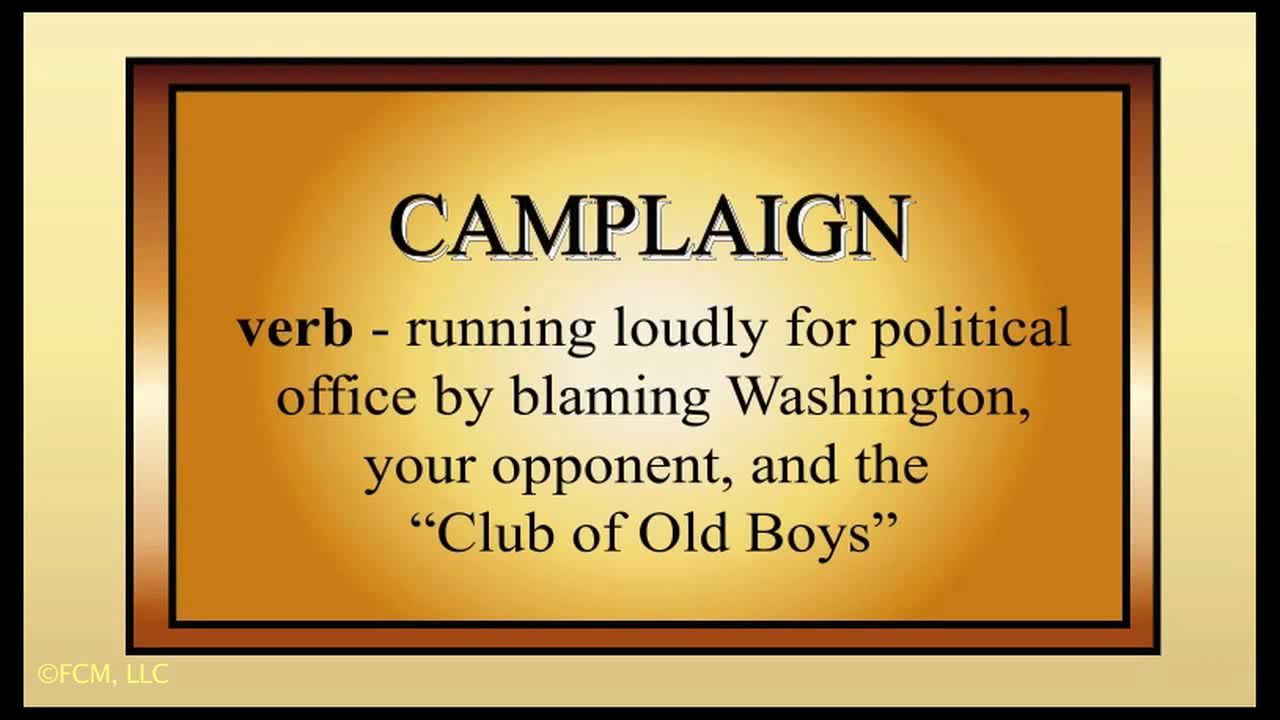 CAMPLAIGN
verb - running loudly for political
office by blaming Washington,
your opponent, and the
“Club of Old Boys”
©FCM, LLC